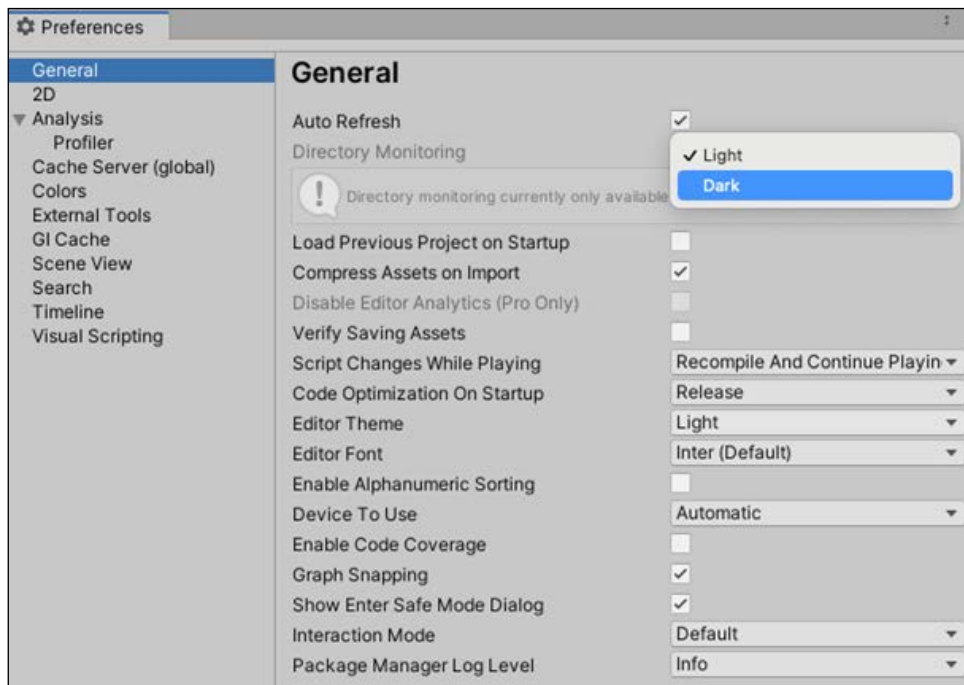 Preferences
General
2D
Analysis
Profiler
Cache Server (global)
Colors
External Tools
GI Cache
Scene View
Search
Timeline
Visual Scripting
General
Auto Refresh
Directory Monitoring
Light
Dark
Directory monitoring currently only available
Load Previous Project on Startup
Compress Assets on Import
Disable Editor Analytics (Pro Only)
Verify Saving Assets
Script Changes While Playing Recompile And Continue Playin
Code Optimization On Startup Release
Editor Theme Light
Editor Font Inter (Default)
Enable Alphanumeric Sorting
Device To Use Automatic
Enable Code Coverage
Graph Snapping
Show Enter Safe Mode Dialog
Interaction Mode Default
Package Manager Log Level Info